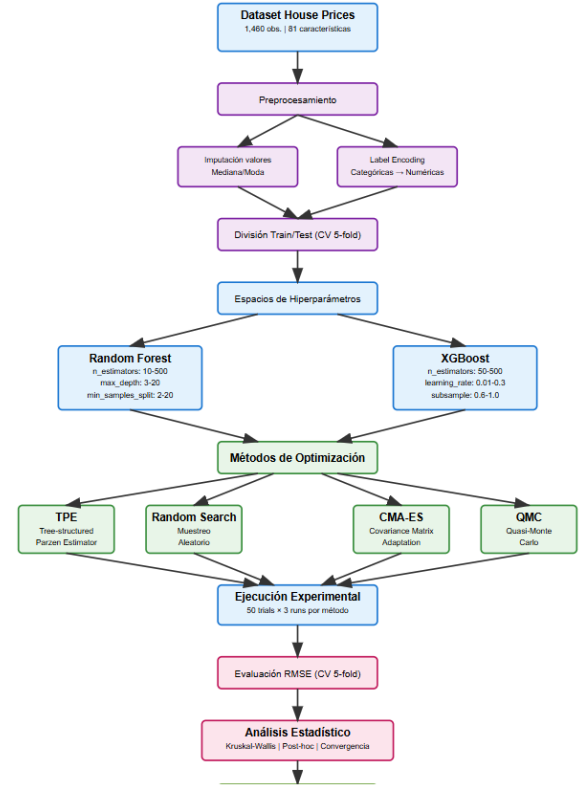 Dataset House Prices
1,460 obs. | 81 características
Preprocesamiento
Imputación valores
Mediana/Moda
Label Encoding
Categóricas → Numéricas
División Train/Test (CV 5-fold)
Espacios de Hiperparámetros
Random Forest
n_estimators: 10-500
max_depth: 3-20
min_samples_split: 2-20
XGBoost
n_estimators: 50-500
learning_rate: 0.01-0.3
subsample: 0.6-1.0
Métodos de Optimización
TPE
Tree-structured
Parzen Estimator
Random Search
Muestreo
Aleatorio
CMA-ES
Covariance Matrix
Adaptation
QMC
Quasi-Monte
Carlo
Ejecución Experimental
50 trials × 3 runs por método
Evaluación RMSE (CV 5-fold)
Análisis Estadístico
Kruskal-Wallis | Post-hoc | Convergencia